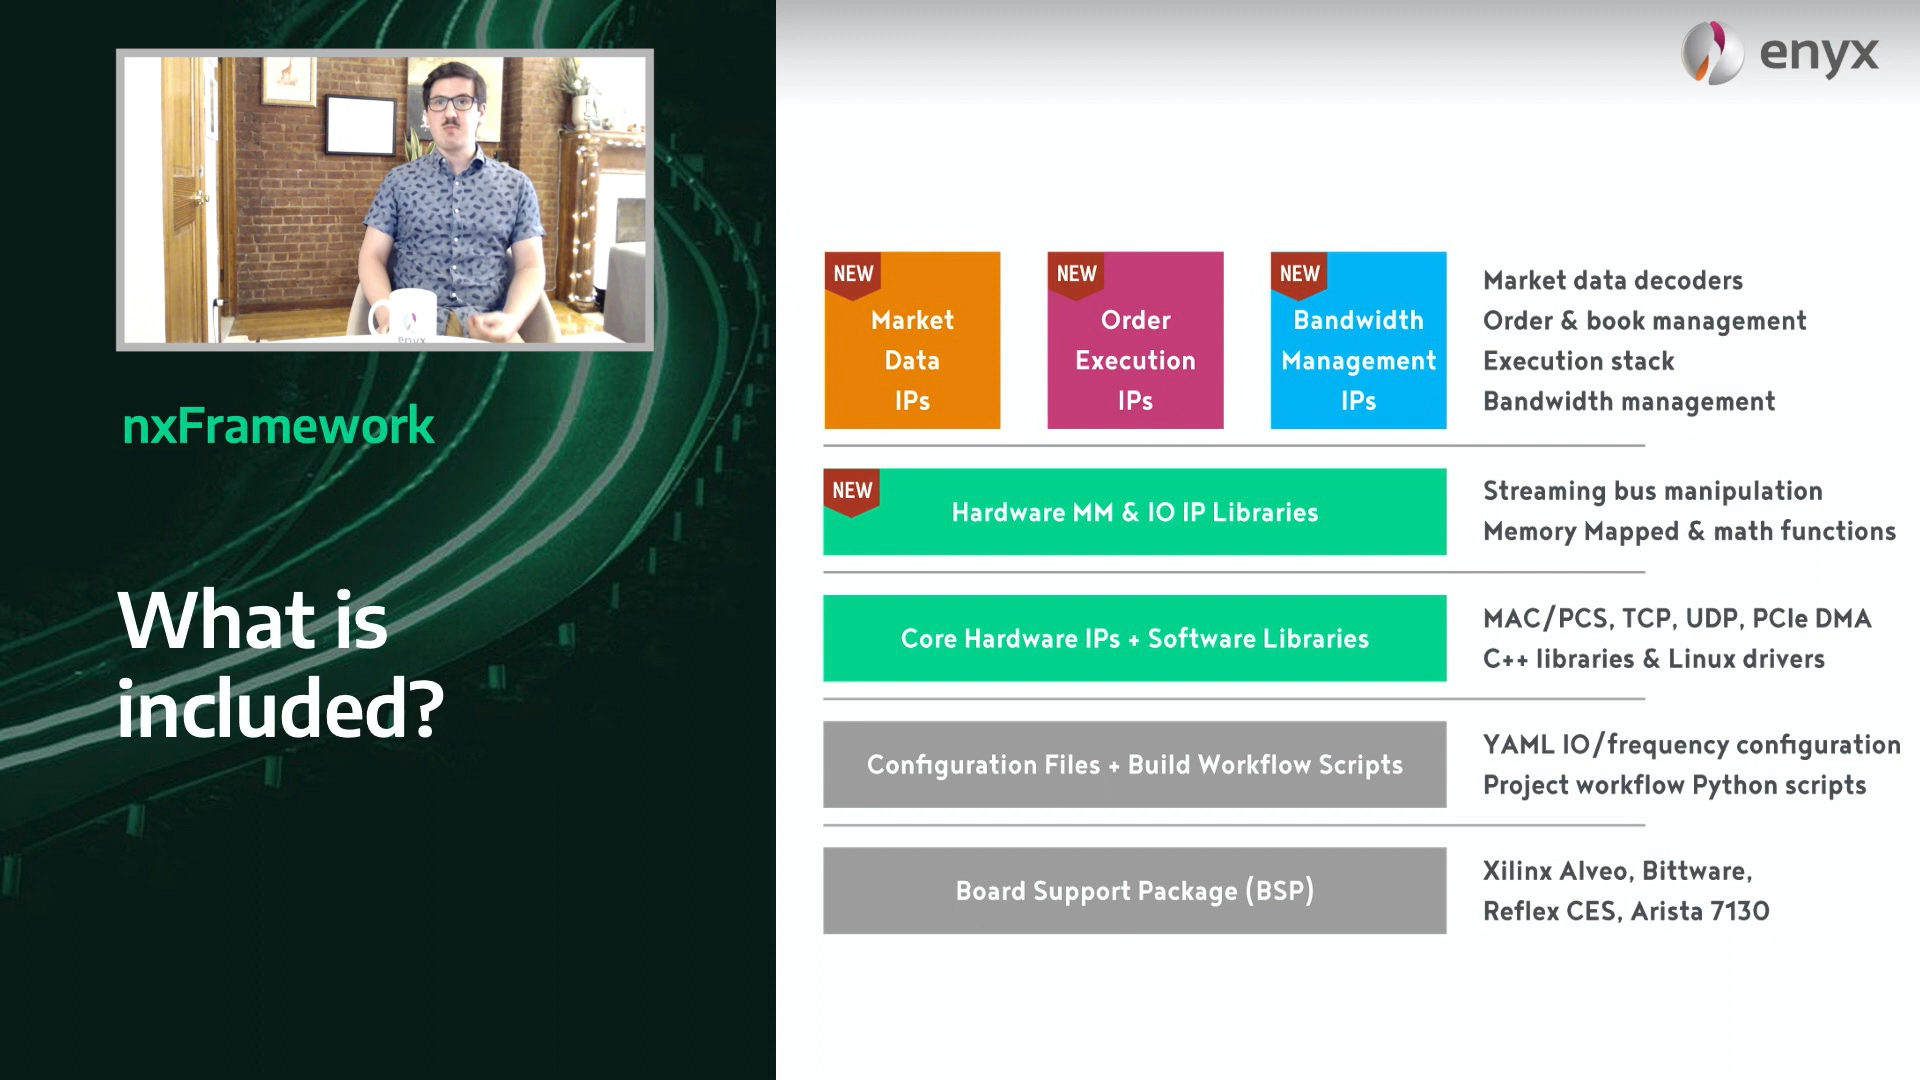 enyx
enyx
nxFramework
What is
included?
NEW
Market
Data
IPs
NEW
Order
Execution
IPs
NEW
Bandwidth
Management
IPs
Market data decoders
Order & book management
Execution stack
Bandwidth management
NEW
Hardware MM & IO IP Libraries
Streaming bus manipulation
Memory Mapped & math functions
Core Hardware IPs + Software Libraries
MAC/PCS, TCP, UDP, PCIe DMA
C++ libraries & Linux drivers
Configuration Files + Build Workflow Scripts
YAML IO/frequency configuration
Project workflow Python scripts
Board Support Package (BSP)
Xilinx Alveo, Bittware,
Reflex CES, Arista 7130